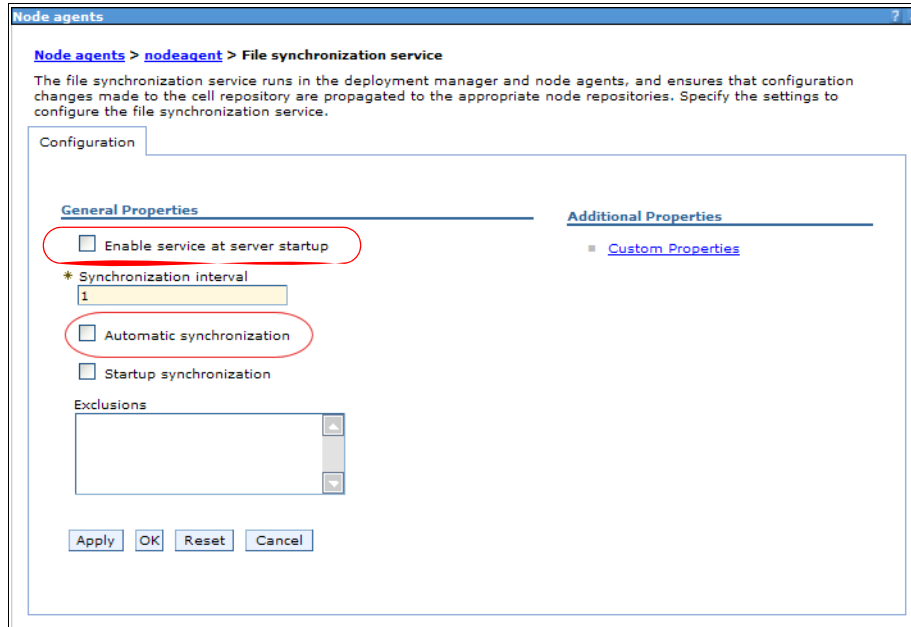 Node agents ?
Node agents > nodeagent > File synchronization service
The file synchronization service runs in the deployment manager and node agents, and ensures that configuration
changes made to the cell repository are propagated to the appropriate node repositories. Specify the settings to
configure the file synchronization service.
Configuration
General Properties
Enable service at server startup
* Synchronization interval
1
Automatic synchronization
Startup synchronization
Exclusions
Apply OK Reset Cancel
Additional Properties
Custom Properties